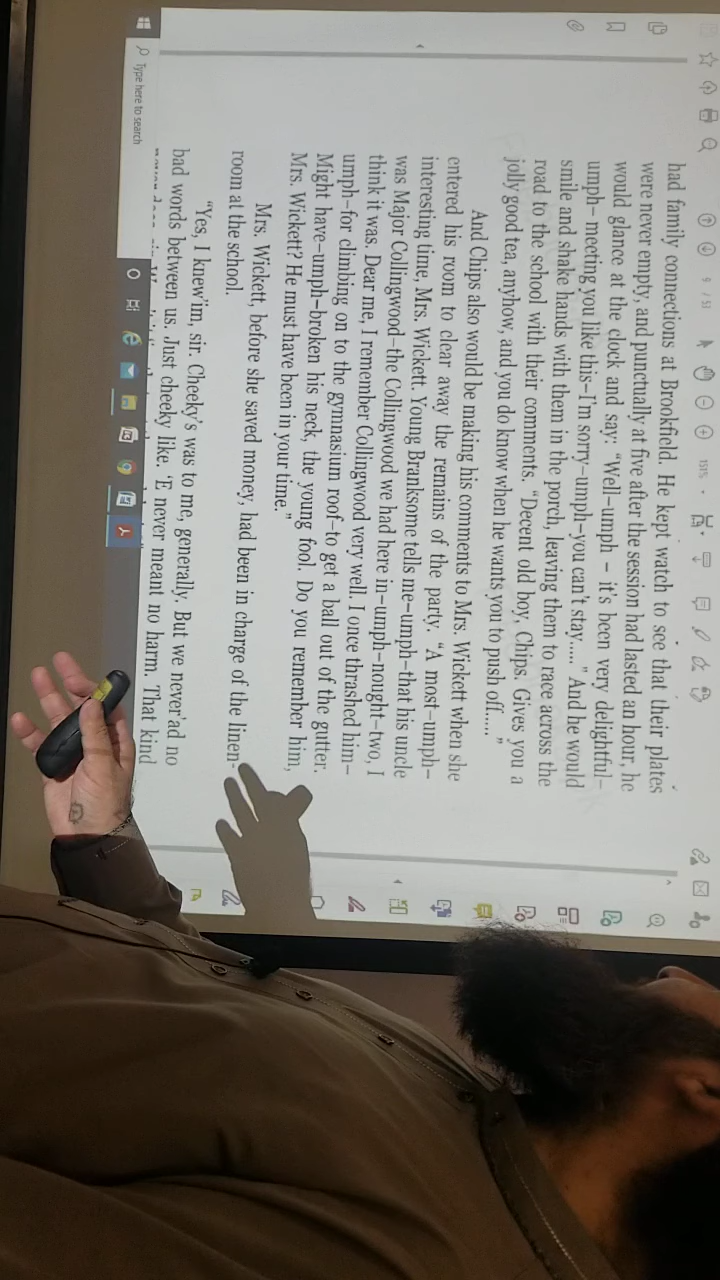 9 / 51
151%
had family connections at Brookfield. He kept watch to see that their plates
were never empty, and punctually at five after the session had lasted an hour, he
would glance at the clock and say: “Well-umph – it's been very delightful-
umph- meeting you like this-I'm sorry-umph-you can't stay..... ” And he would
smile and shake hands with them in the porch, leaving them to race across the
road to the school with their comments. “Decent old boy, Chips. Gives you a
jolly good tea, anyhow, and you do know when he wants you to push off...... ”
And Chips also would be making his comments to Mrs. Wickett when she
entered his room to clear away the remains of the party. “A most-umph-
interesting time, Mrs. Wickett. Young Branksome tells me-umph-that his uncle
was Major Collingwood-the Collingwood we had here in-umph-nought-two, I
think it was. Dear me, I remember Collingwood very well. I once thrashed him-
umph-for climbing on to the gymnasium roof-to get a ball out of the gutter.
Might have-umph-broken his neck, the young fool. Do you remember him,
Mrs. Wickett? He must have been in your time.”
Mrs. Wickett, before she saved money, had been in charge of the linen-
room at the school.
“Yes, I knew'im, sir. Cheeky's was to me, generally. But we never'ad no
bad words between us. Just cheeky like. 'E never meant no harm. That kind
Type here to search